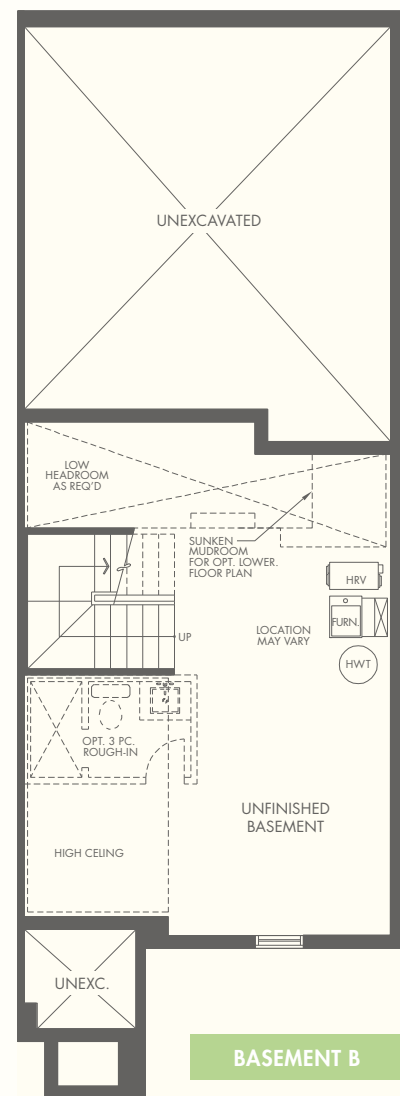 UNEXCAVATED
LOW
HEADROOM
AS REQ'D
SUNKEN
MUDROOM
FOR OPT. LOWER.
FLOOR PLAN
HRV
FURN.
LOCATION
MAY VARY
UP
HWT
OPT. 3 PC.
ROUGH-IN
UNFINISHED
BASEMENT
HIGH CELING
UNEXC.
BASEMENT B